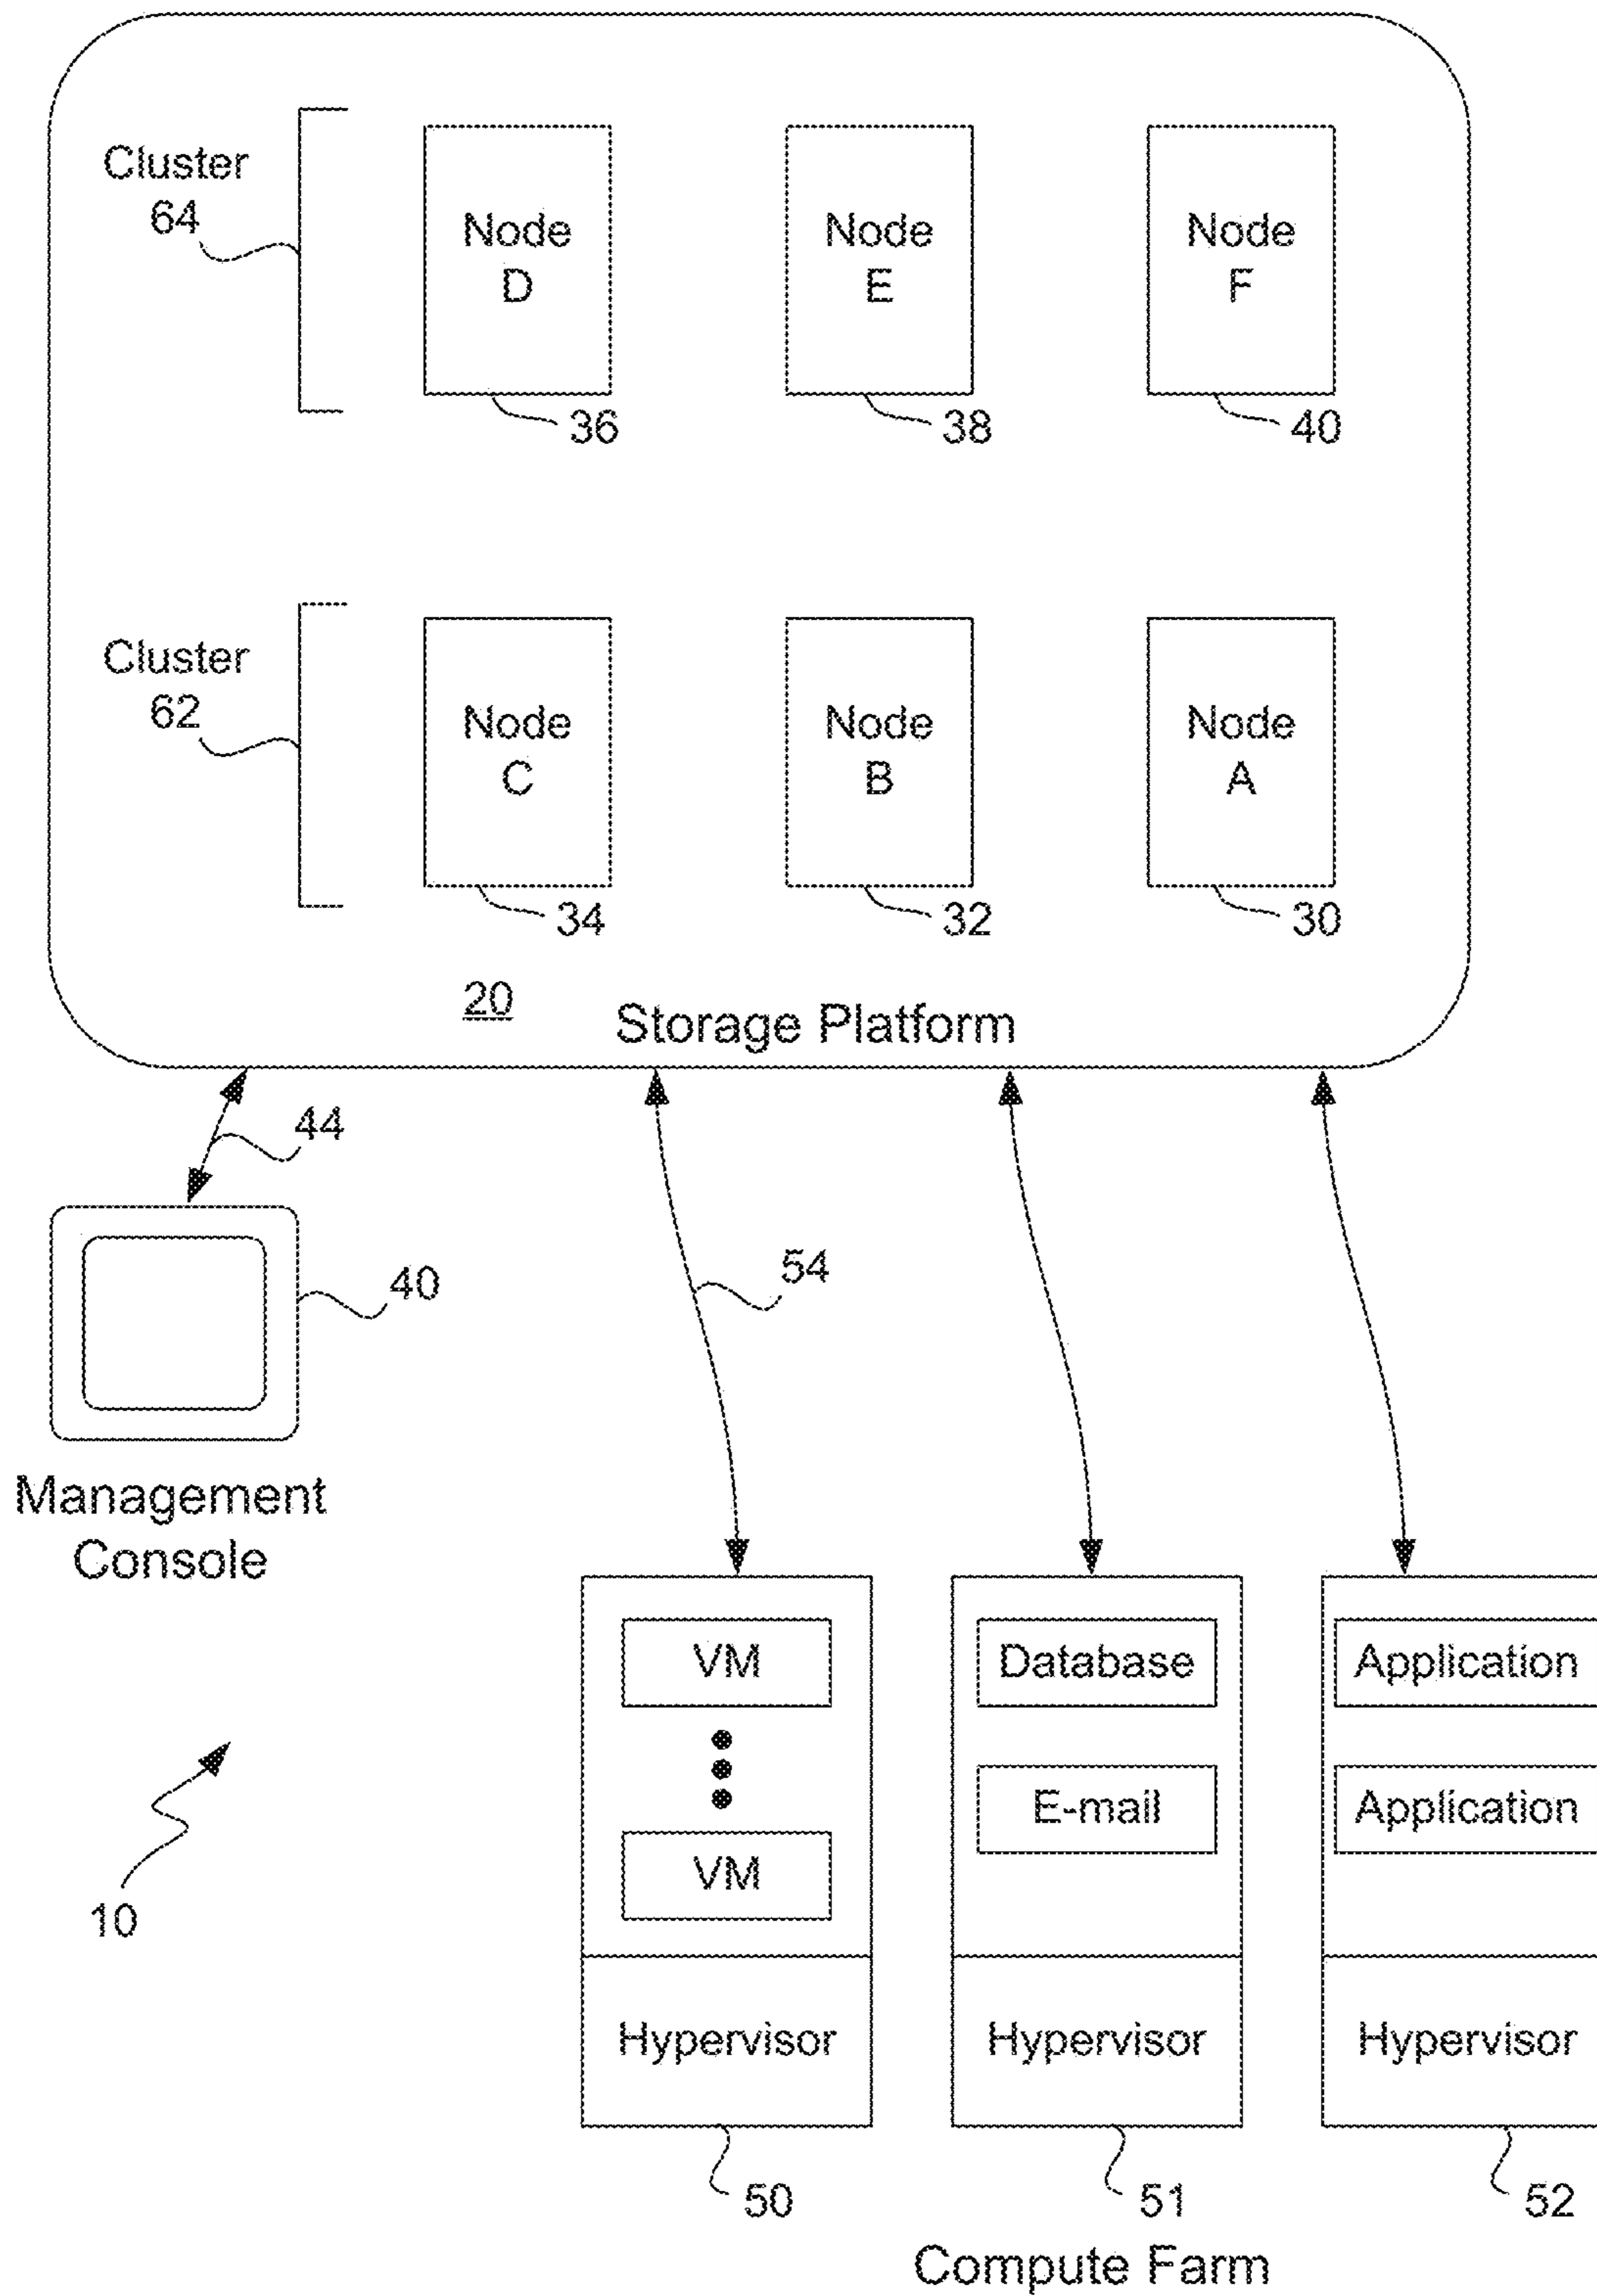 Cluster
64
Node
D
Node
E
Node
F
36
38
40
Cluster
62
Node
C
Node
B
Node
A
34
32
30
20
Storage Platform
44
54
40
Management
Console
VM
VM
Hypervisor
Database
E-mail
Hypervisor
Application
Application
Hypervisor
10
50
51
52
Compute Farm